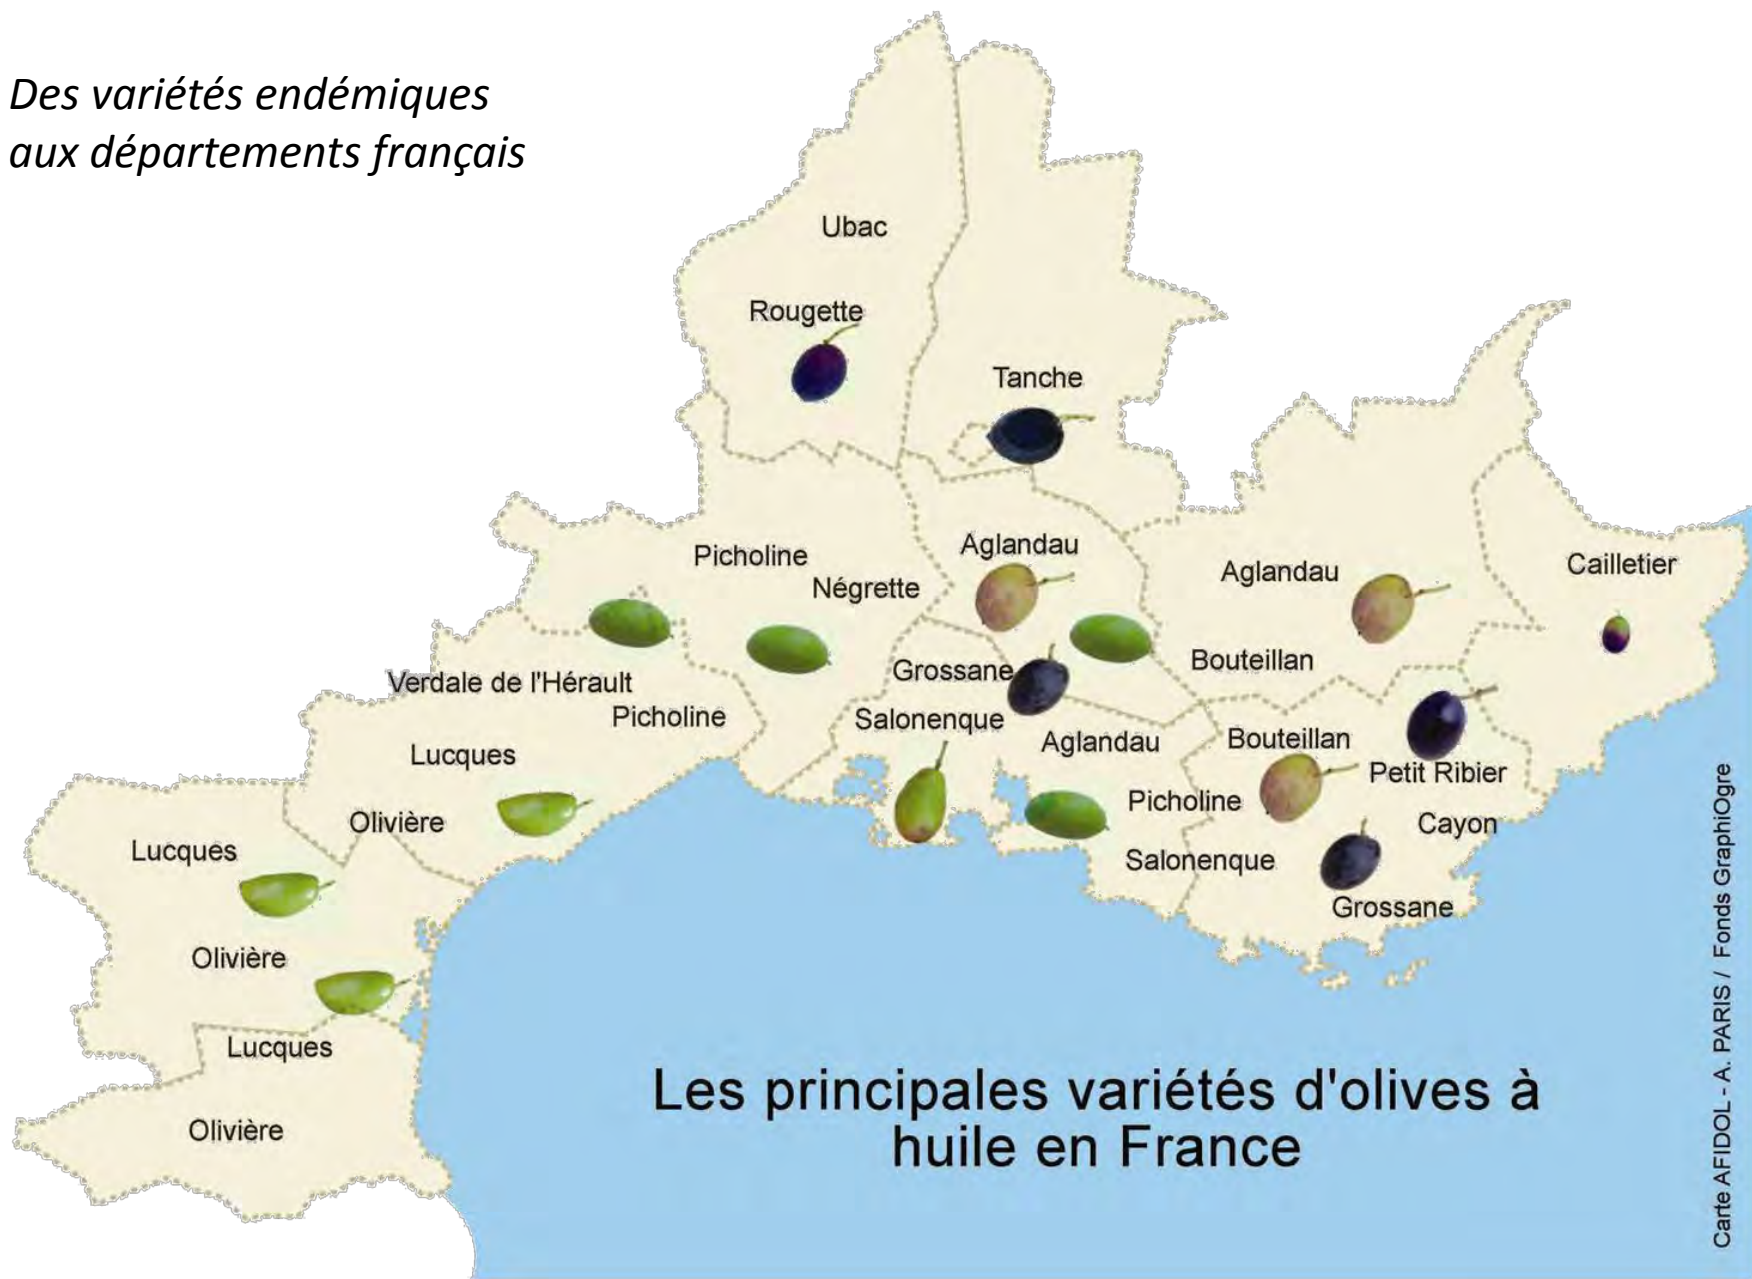 Des variétés endémiques
aux départements français
Ubac
Rougette
Tanche
Picholine
Négrette
Aglandau
Aglandau
Cailletier
Bouteillan
Grossane
Salonenque
Aglandau
Verdale de l'Hérault
Picholine
Lucques
Olivière
Bouteillan
Petit Ribier
Picholine
Cayon
Salonenque
Grossane
Lucques
Olivière
Lucques
Olivière
Les principales variétés d'olives à
huile en France
Carte AFIDOL - A. PARIS / Fonds GraphiOgre